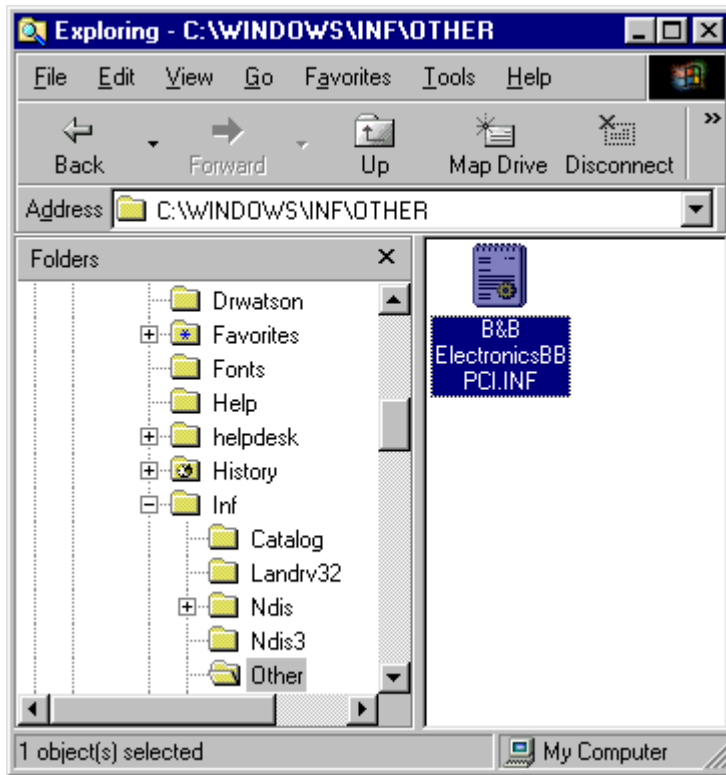 Exploring - C:\WINDOWS\INF\OTHER
File Edit View Go Favorites Tools Help
Back Forward Up Map Drive Disconnect »
Address C:\WINDOWS\INF\OTHER
Folders
Drwatson
Favorites
Fonts
Help
helpdesk
History
Inf
Catalog
Landrv32
Ndis
Ndis3
Other
B&B
ElectronicsBB
PCI.INF
1 object(s) selected My Computer